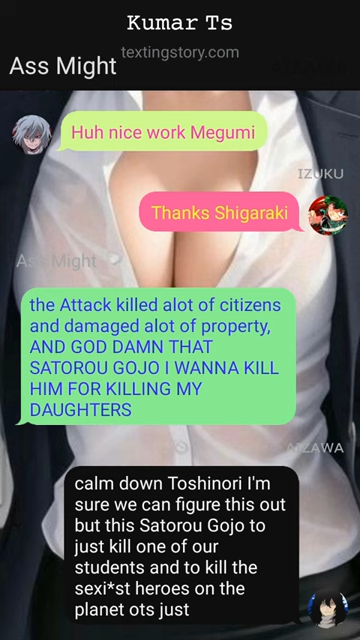 Kumar Ts
textingstory.com
Ass Might
Huh nice work Megumi
IZUKU
Thanks Shigaraki
Ass Might
the Attack killed alot of citizens
and damaged alot of property,
AND GOD DAMN THAT
SATOROU GOJO I WANNA KILL
HIM FOR KILLING MY
DAUGHTERS
AIZAWA
calm down Toshinori I'm
sure we can figure this out
but this Satorou Gojo to
just kill one of our
students and to kill the
sexi*st heroes on the
planet ots just